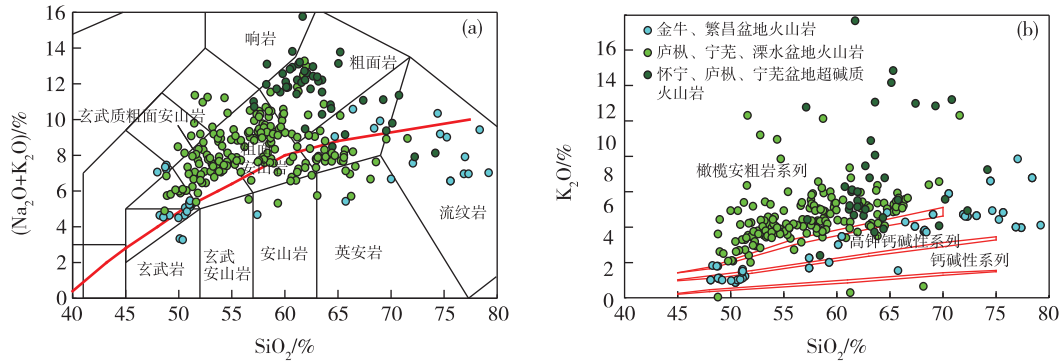 (a)
16
14
12
10
8
6
4
2
0
(Na₂O+K₂O)/%
响岩
粗面岩
玄武质粗面安山岩
粗面
安山岩
流纹岩
玄武岩
玄武
安山岩
安山岩
英安岩
40 45 50 55 60 65 70 75 80
SiO₂/%
(b)
16
14
12
10
8
6
4
2
0
K₂O/%
金牛、繁昌盆地火山岩
庐枞、宁芜、溧水盆地火山岩
怀宁、庐枞、宁芜盆地超碱质
火山岩
橄榄安粗岩系列
高钾钙碱性系列
钙碱性系列
40 45 50 55 60 65 70 75 80
SiO₂/%